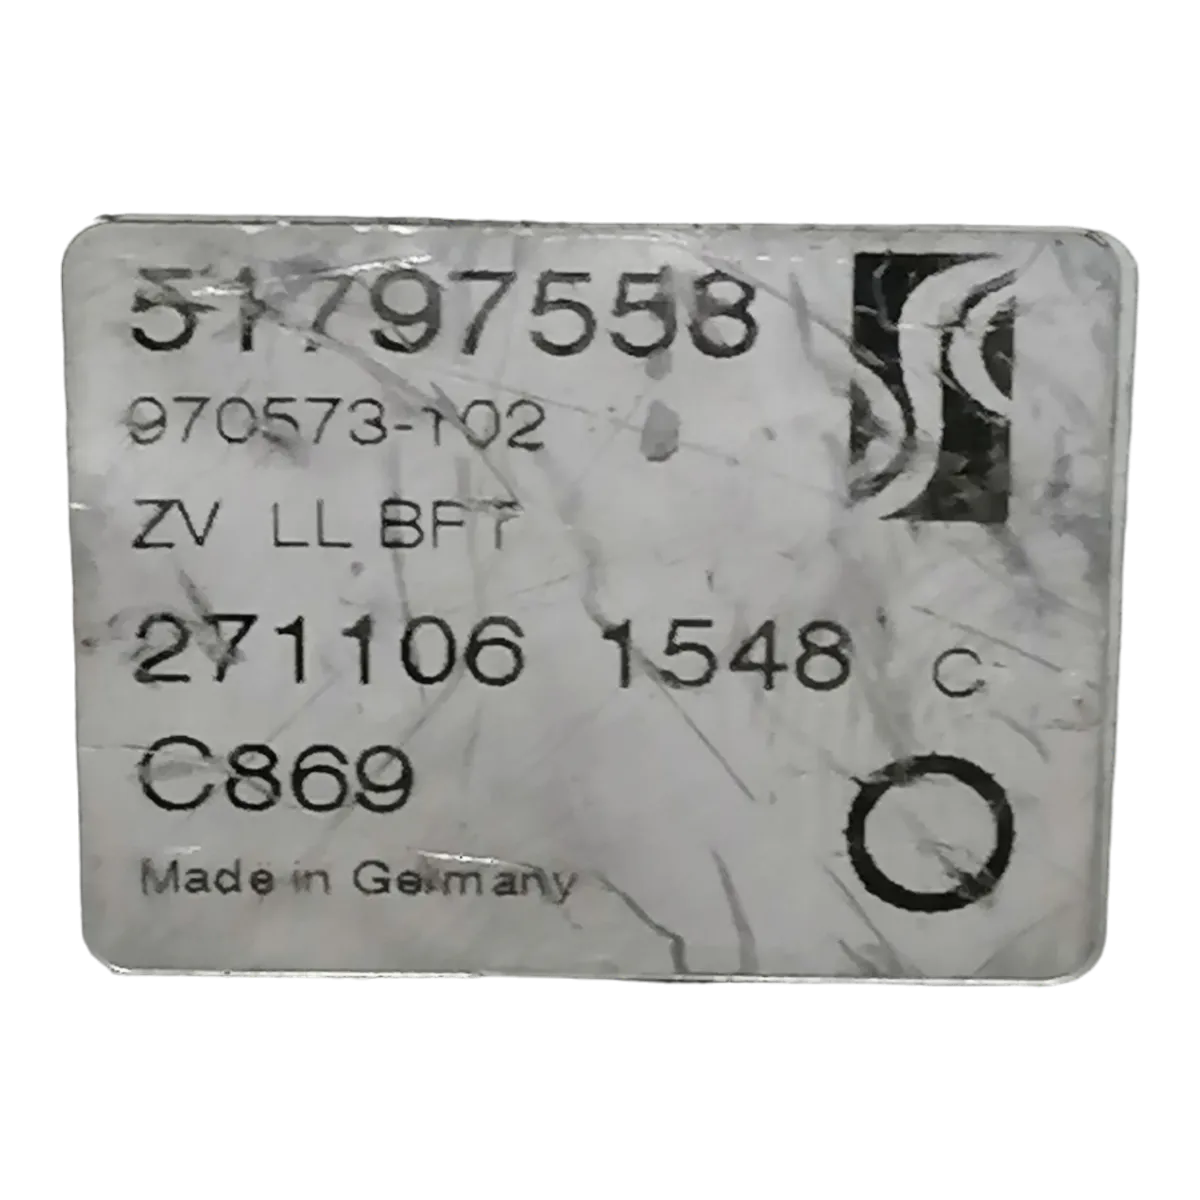 51797558
970573-102
ZV LL BFT
271106 1548 C
C869
Made in Germany